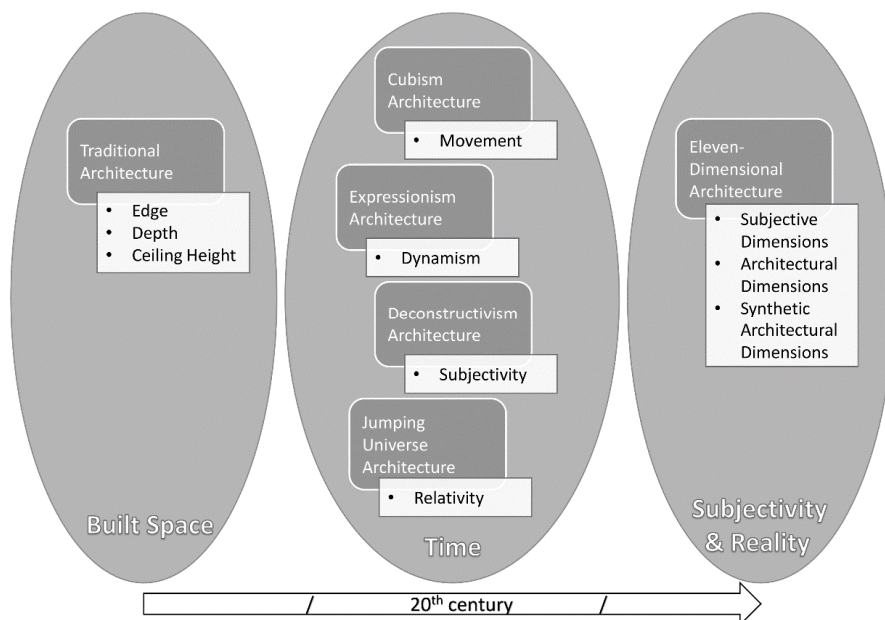 Traditional
Architecture
• Edge
• Depth
• Ceiling Height
Built Space
Cubism
Architecture
• Movement
Expressionism
Architecture
• Dynamism
Deconstructivism
Architecture
• Subjectivity
Jumping
Universe
Architecture
• Relativity
Time
Eleven-
Dimensional
Architecture
• Subjective
Dimensions
• Architectural
Dimensions
• Synthetic
Architectural
Dimensions
Subjectivity
& Reality
/ 20th century /